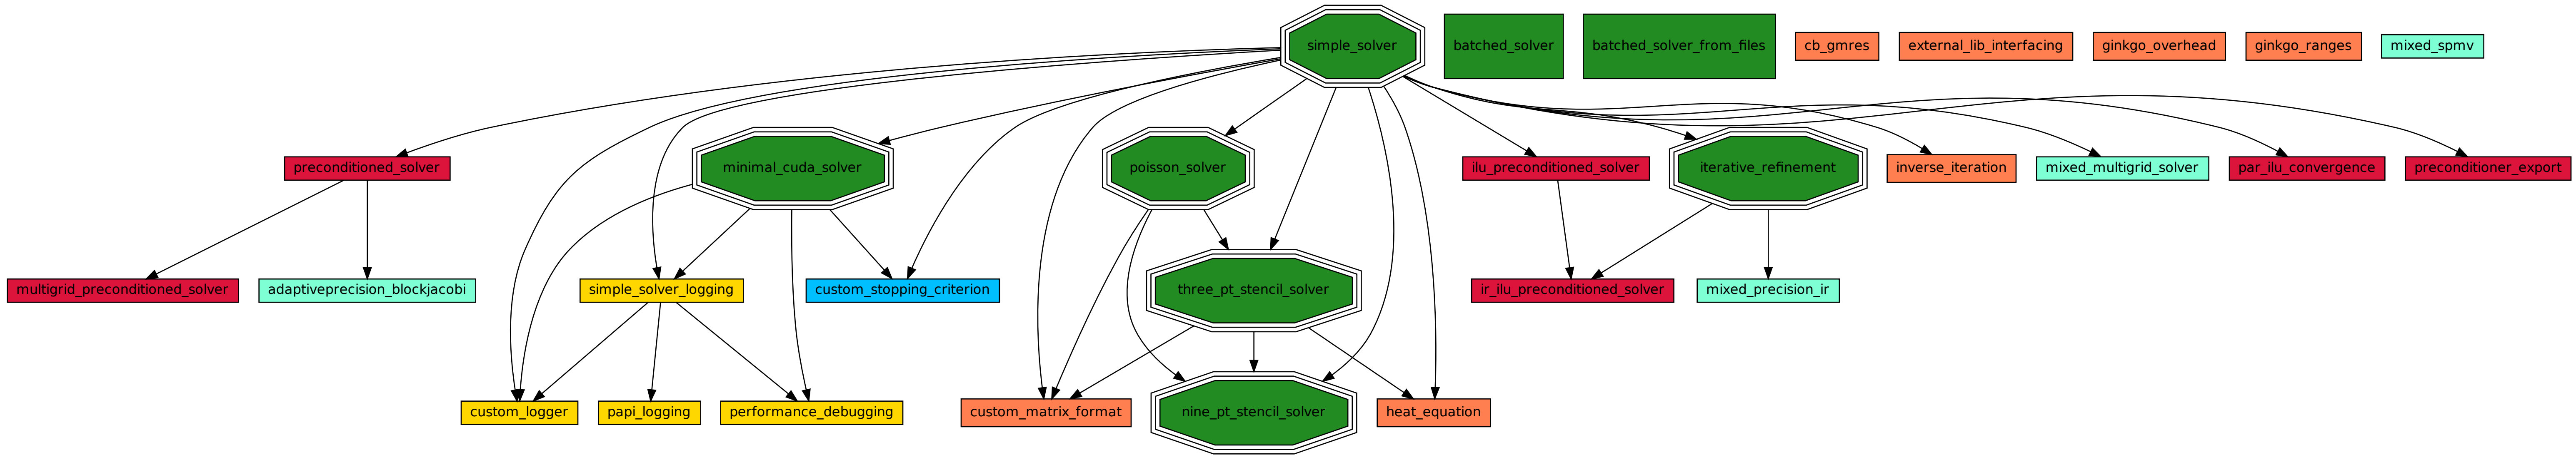 simple_solver
batched_solver
batched_solver_from_files
cb_gmres
external_lib_interfacing
ginkgo_overhead
ginkgo_ranges
mixed_spmv
preconditioned_solver
minimal_cuda_solver
poisson_solver
ilu_preconditioned_solver
iterative_refinement
inverse_iteration
mixed_multigrid_solver
par_ilu_convergence
preconditioner_export
multigrid_preconditioned_solver
adaptiveprecision_blockjacobi
simple_solver_logging
custom_stopping_criterion
three_pt_stencil_solver
ir_ilu_preconditioned_solver
mixed_precision_ir
custom_logger
papi_logging
performance_debugging
custom_matrix_format
nine_pt_stencil_solver
heat_equation